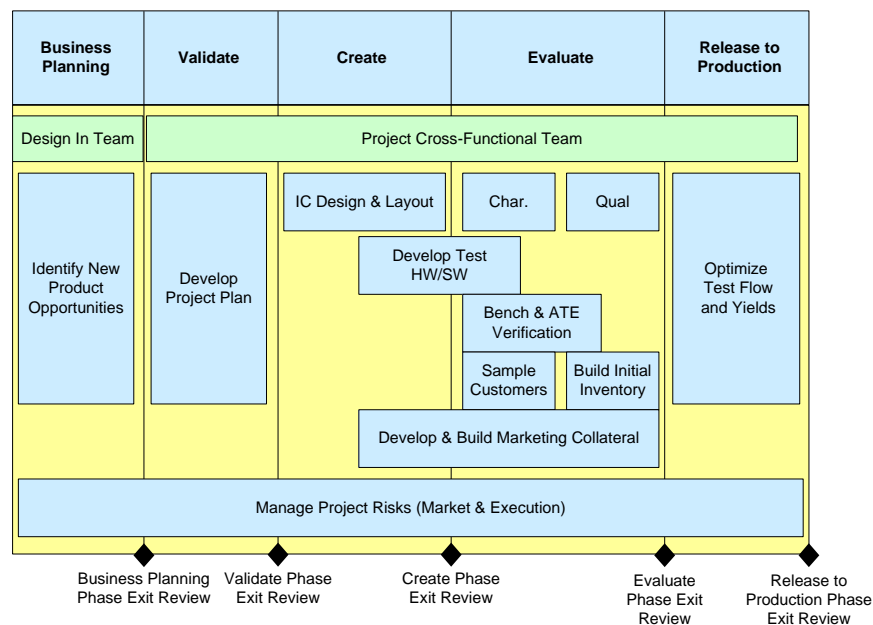 Business
Planning
Validate
Create
Evaluate
Release to
Production
Design In Team
Project Cross-Functional Team
Identify New
Product
Opportunities
Develop
Project Plan
IC Design & Layout
Char.
Qual
Develop Test
HW/SW
Optimize
Test Flow
and Yields
Bench & ATE
Verification
Sample
Customers
Build Initial
Inventory
Develop & Build Marketing Collateral
Manage Project Risks (Market & Execution)
Business Planning
Phase Exit Review
Validate Phase
Exit Review
Create Phase
Exit Review
Evaluate
Phase Exit
Review
Release to
Production Phase
Exit Review